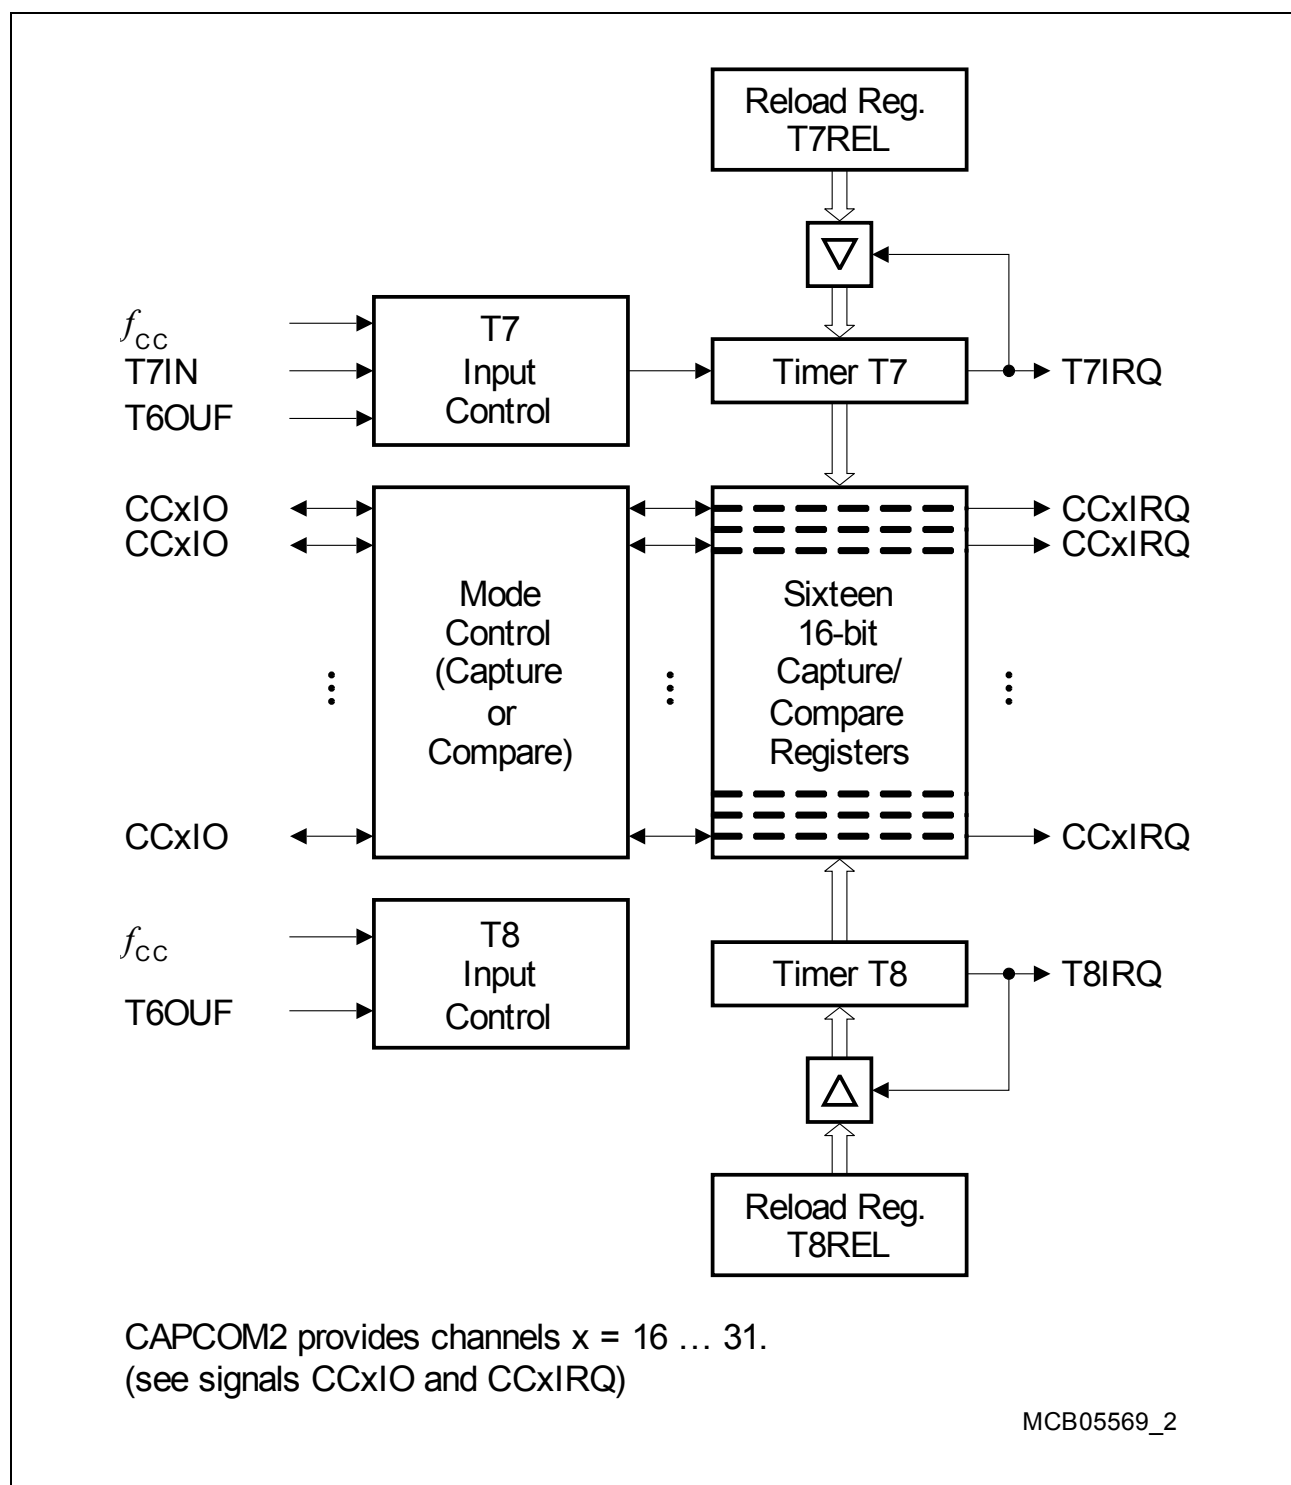 Reload Reg.
T7REL
f CC
T7IN
T6OUF
T7
Input
Control
Timer T7
T7IRQ
CCxIO
CCxIO
CCxIRQ
CCxIRQ
Mode
Control
(Capture
or
Compare)
Sixteen
16-bit
Capture/
Compare
Registers
CCxIO
CCxIRQ
f CC
T6OUF
T8
Input
Control
Timer T8
T8IRQ
Reload Reg.
T8REL
CAPCOM2 provides channels x = 16 … 31.
(see signals CCxIO and CCxIRQ)
MCB05569_2